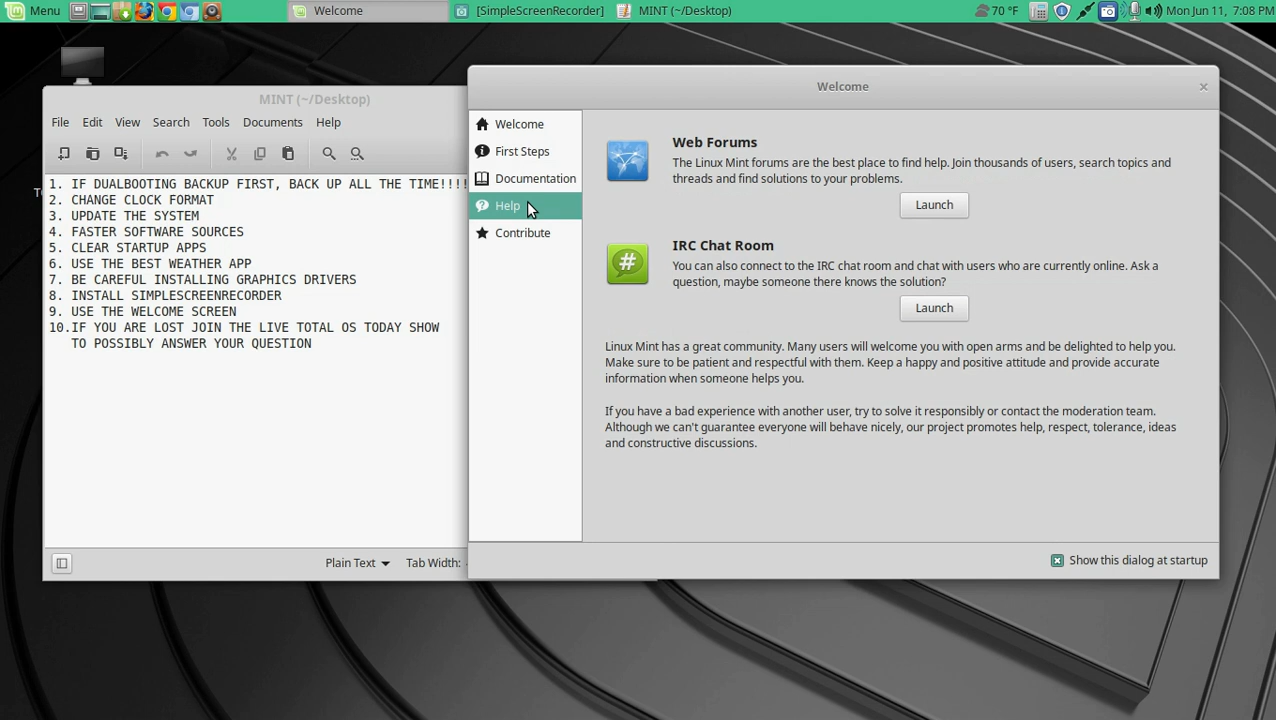 Menu
Welcome
[SimpleScreenRecorder]
MINT (~/Desktop)
70 °F
Mon Jun 11, 7:08 PM
MINT (~/Desktop)
File Edit View Search Tools Documents Help
1. IF DUALBOOTING BACKUP FIRST, BACK UP ALL THE TIME!!!!
2. CHANGE CLOCK FORMAT
3. UPDATE THE SYSTEM
4. FASTER SOFTWARE SOURCES
5. CLEAR STARTUP APPS
6. USE THE BEST WEATHER APP
7. BE CAREFUL INSTALLING GRAPHICS DRIVERS
8. INSTALL SIMPLESCREENRECORDER
9. USE THE WELCOME SCREEN
10.IF YOU ARE LOST JOIN THE LIVE TOTAL OS TODAY SHOW
TO POSSIBLY ANSWER YOUR QUESTION
Plain Text
Tab Width:
Welcome
Welcome
First Steps
Documentation
Help
Contribute
Web Forums
The Linux Mint forums are the best place to find help. Join thousands of users, search topics and
threads and find solutions to your problems.
Launch
IRC Chat Room
You can also connect to the IRC chat room and chat with users who are currently online. Ask a
question, maybe someone there knows the solution?
Launch
Linux Mint has a great community. Many users will welcome you with open arms and be delighted to help you.
Make sure to be patient and respectful with them. Keep a happy and positive attitude and provide accurate
information when someone helps you.
If you have a bad experience with another user, try to solve it responsibly or contact the moderation team.
Although we can't guarantee everyone will behave nicely, our project promotes help, respect, tolerance, ideas
and constructive discussions.
Show this dialog at startup